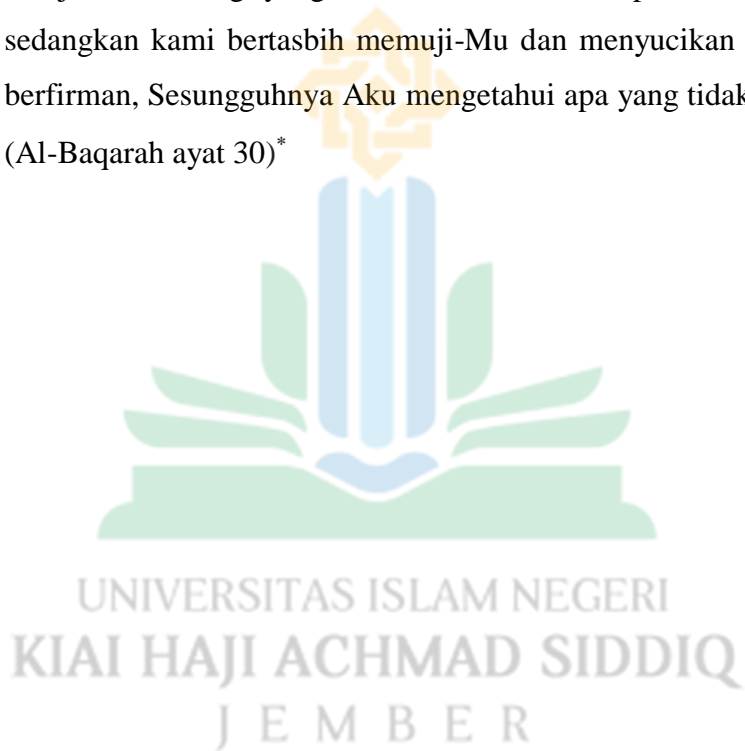 sedangkan kami bertasbih memuji-Mu dan menyucikan
berfirman, Sesungguhnya Aku mengetahui apa yang tidak
(Al-Baqarah ayat 30)*
UNIVERSITAS ISLAM NEGERI
KIAI HAJI ACHMAD SIDDIQ
JEMBER